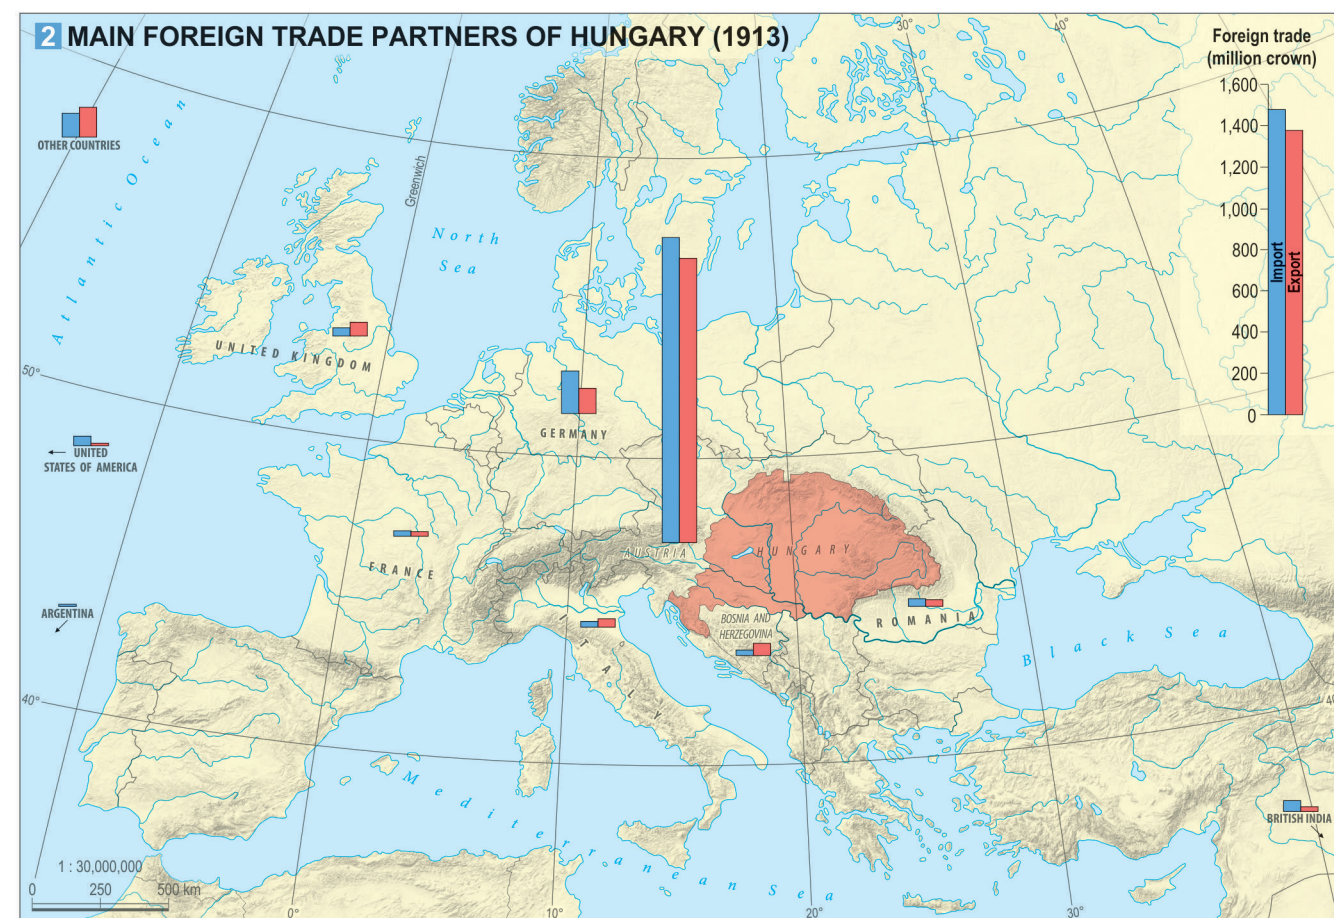 2 MAIN FOREIGN TRADE PARTNERS OF HUNGARY (1913)
30°
40°
Foreign trade
(million crown)
1,600
1,400
1,200
1,000
800
600
400
200
0
Import
Export
OTHER COUNTRIES
Atlantic Ocean
Greenwich
North
Sea
UNITED KINGDOM
50°
GERMANY
UNITED
STATES OF AMERICA
FRANCE
AUSTRIA
HUNGARY
ARGENTINA
ITALY
BOSNIA AND
HERZEGOVINA
ROMANIA
Black Sea
40°
40
Mediterranean Sea
BRITISH INDIA
1 : 30,000,000
0 250 500 km
0°
10°
20°
30°